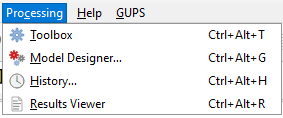 Processing Help GUPS
Toolbox Ctrl+Alt+T
Model Designer... Ctrl+Alt+G
History... Ctrl+Alt+H
Results Viewer Ctrl+Alt+R